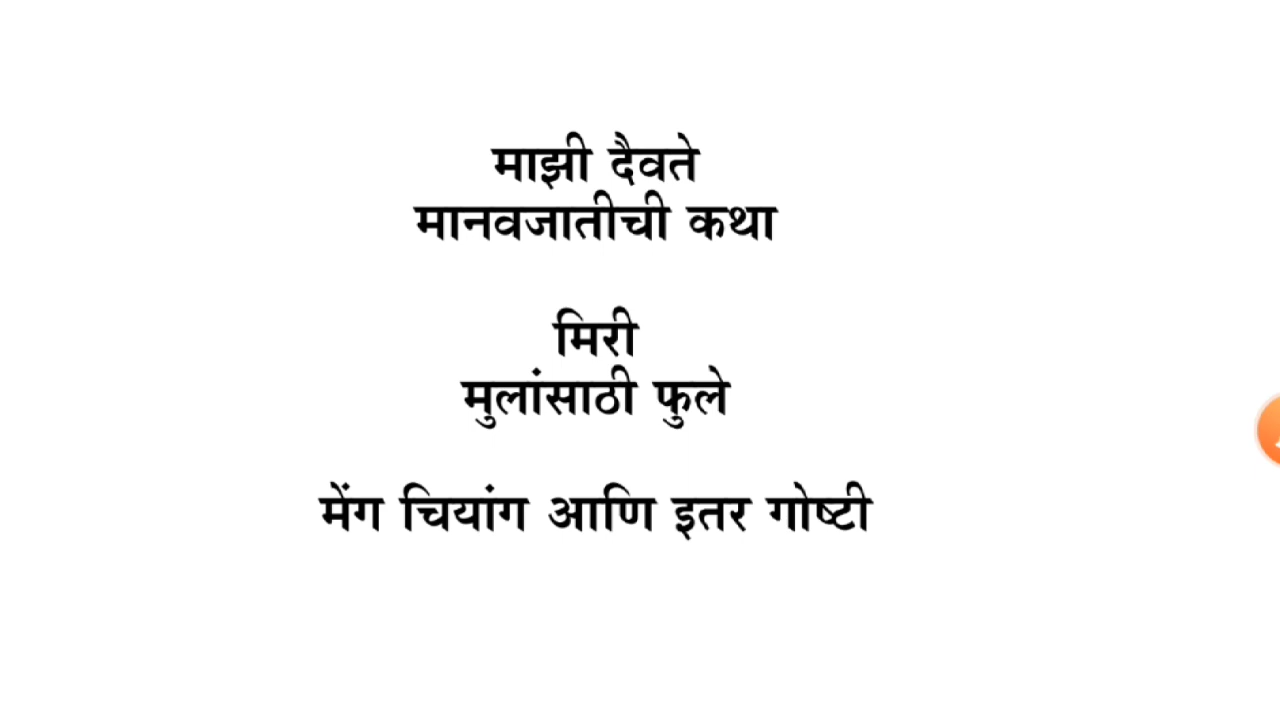 माझी दैवते
मानवजातीची कथा
मिरी
मुलांसाठी फुले
मेंग चियांग आणि इतर गोष्टी